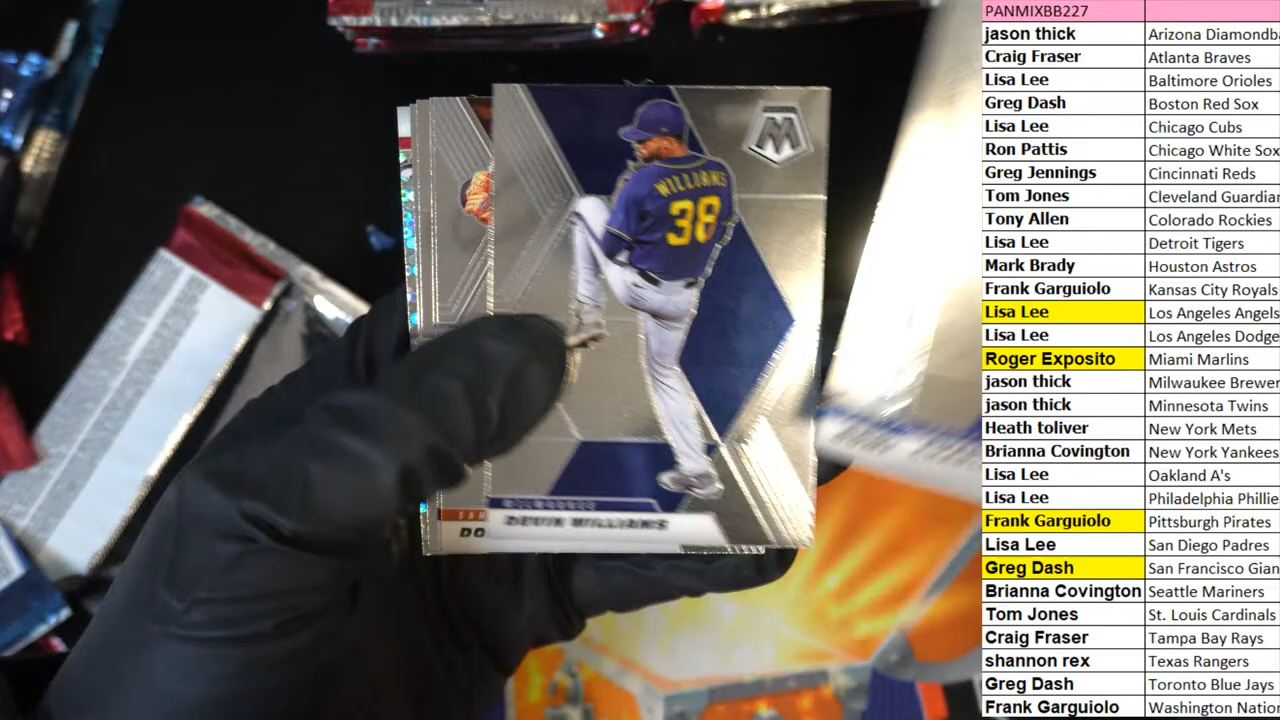 PANMIXBB227
jason thick Arizona Diamondba
Craig Fraser Atlanta Braves
Lisa Lee Baltimore Orioles
Greg Dash Boston Red Sox
Lisa Lee Chicago Cubs
Ron Pattis Chicago White Sox
Greg Jennings Cincinnati Reds
Tom Jones Cleveland Guardian
Tony Allen Colorado Rockies
Lisa Lee Detroit Tigers
Mark Brady Houston Astros
Frank Garguiolo Kansas City Royals
Lisa Lee Los Angeles Angels
Lisa Lee Los Angeles Dodge
Roger Exposito Miami Marlins
jason thick Milwaukee Brewer
jason thick Minnesota Twins
Heath toliver New York Mets
Brianna Covington New York Yankees
Lisa Lee Oakland A's
Lisa Lee Philadelphia Phillie
Frank Garguiolo Pittsburgh Pirates
Lisa Lee San Diego Padres
Greg Dash San Francisco Gian
Brianna Covington Seattle Mariners
Tom Jones St. Louis Cardinals
Craig Fraser Tampa Bay Rays
shannon rex Texas Rangers
Greg Dash Toronto Blue Jays
Frank Garguiolo Washington Nation
M
WILLIAMS
38
MILWAUKEE
DEVIN WILLIAMS
SAN
DO